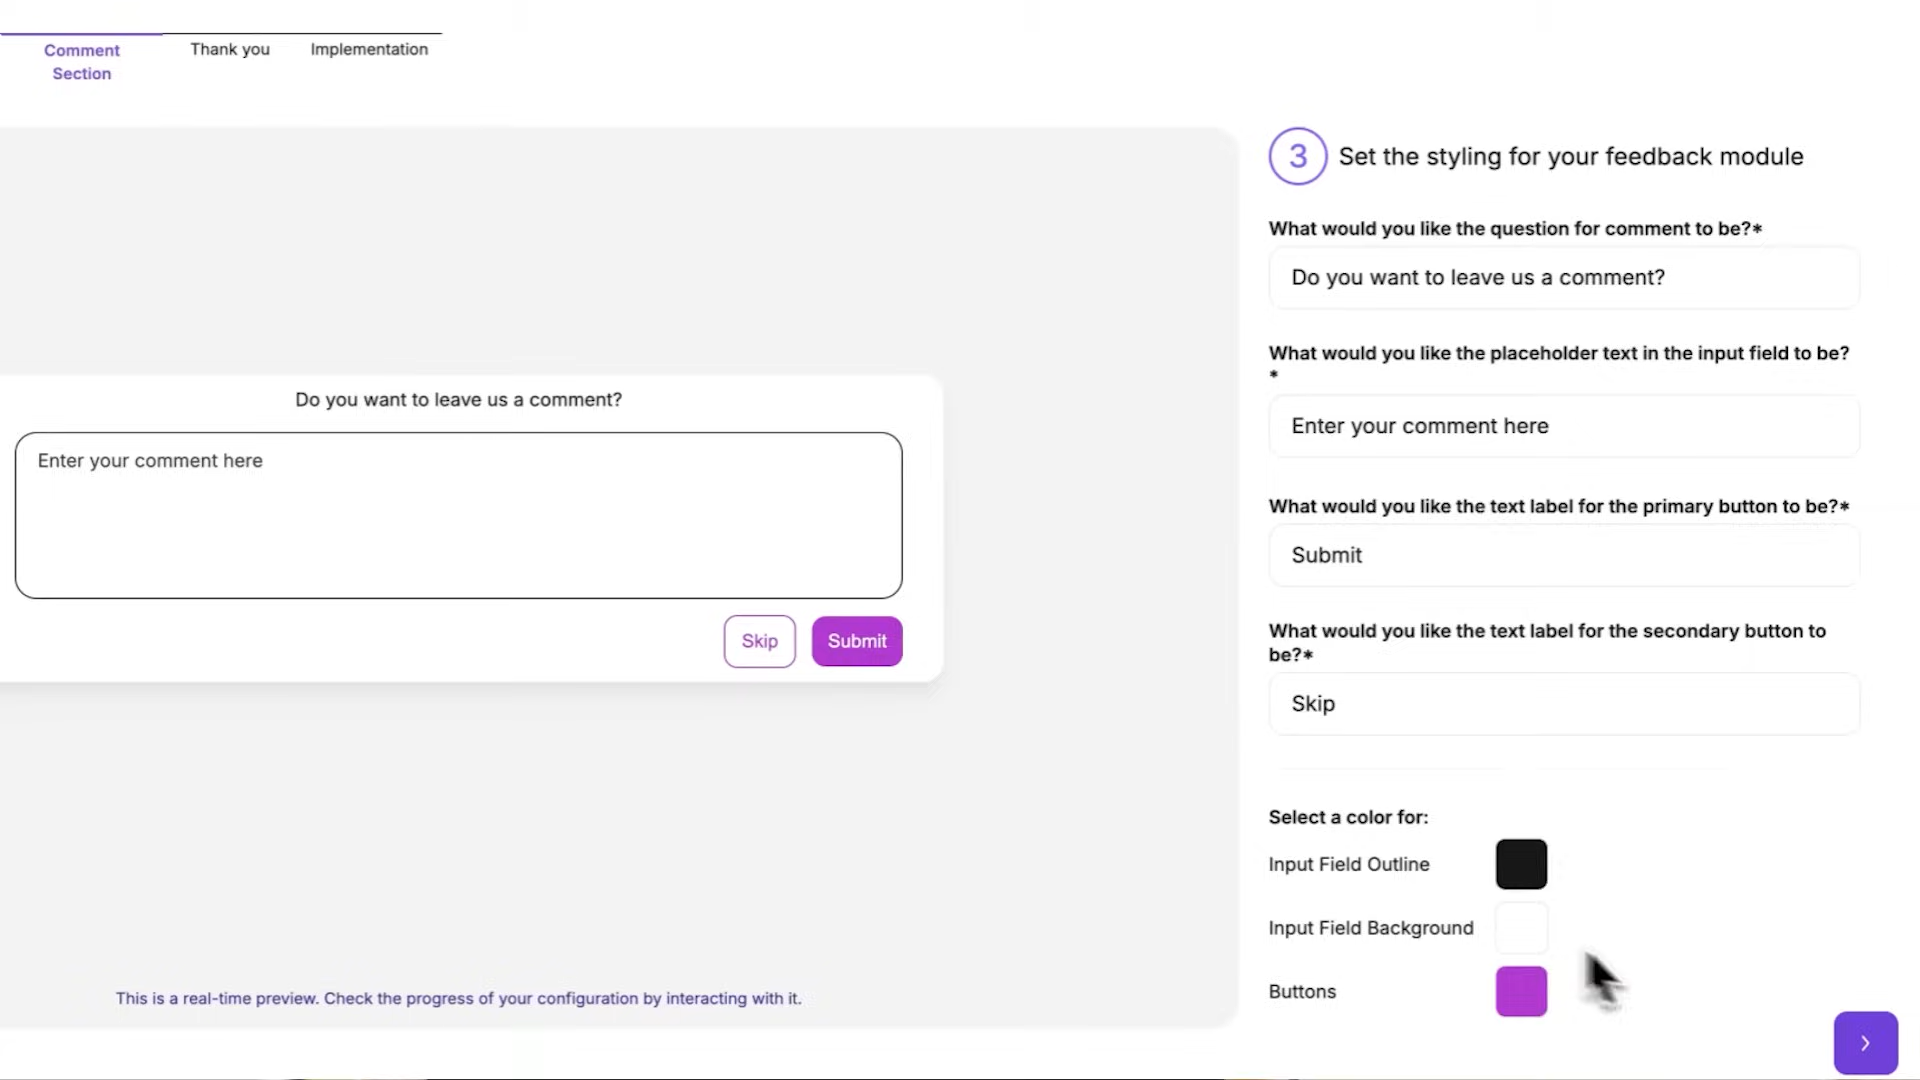 Comment
Section
Thank you
Implementation
3
Set the styling for your feedback module
What would you like the question for comment to be?*
Do you want to leave us a comment?
What would you like the placeholder text in the input field to be?
*
Enter your comment here
What would you like the text label for the primary button to be?*
Submit
What would you like the text label for the secondary button to
be?*
Skip
Select a color for:
Input Field Outline
Input Field Background
Buttons
Do you want to leave us a comment?
Enter your comment here
Skip
Submit
This is a real-time preview. Check the progress of your configuration by interacting with it.